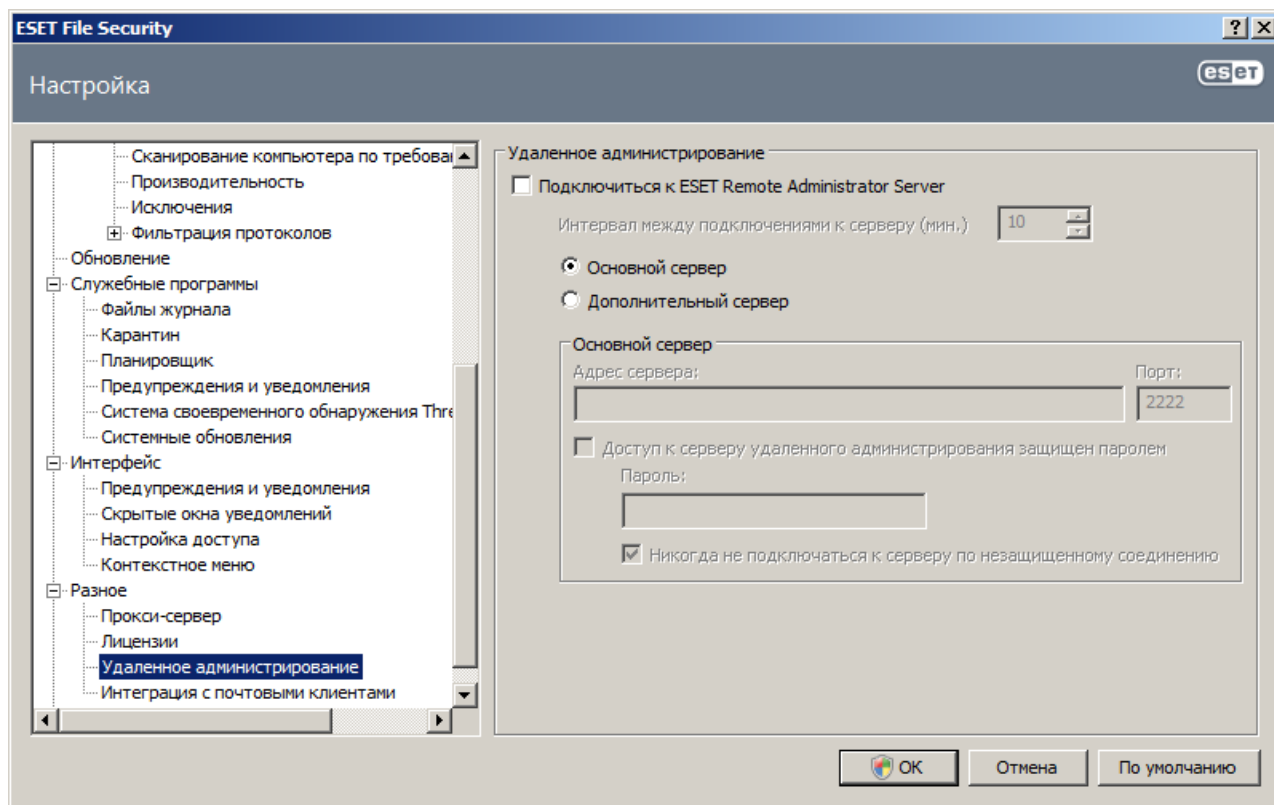 ESET File Security
Настройка
eset
Сканирование компьютера по требова
Производительность
Исключения
Фильтрация протоколов
Обновление
Служебные программы
Файлы журнала
Карантин
Планировщик
Предупреждения и уведомления
Система своевременного обнаружения Thre
Системные обновления
Интерфейс
Предупреждения и уведомления
Скрытые окна уведомлений
Настройка доступа
Контекстное меню
Разное
Прокси-сервер
Лицензии
Удаленное администрирование
Интеграция с почтовыми клиентами
Удаленное администрирование
Подключиться к ESET Remote Administrator Server
Интервал между подключениями к серверу (мин.) 10
Основной сервер
Дополнительный сервер
Основной сервер
Адрес сервера: Порт:
2222
Доступ к серверу удаленного администрирования защищен паролем
Пароль:
Никогда не подключаться к серверу по незащищенному соединению
OK Отмена По умолчанию